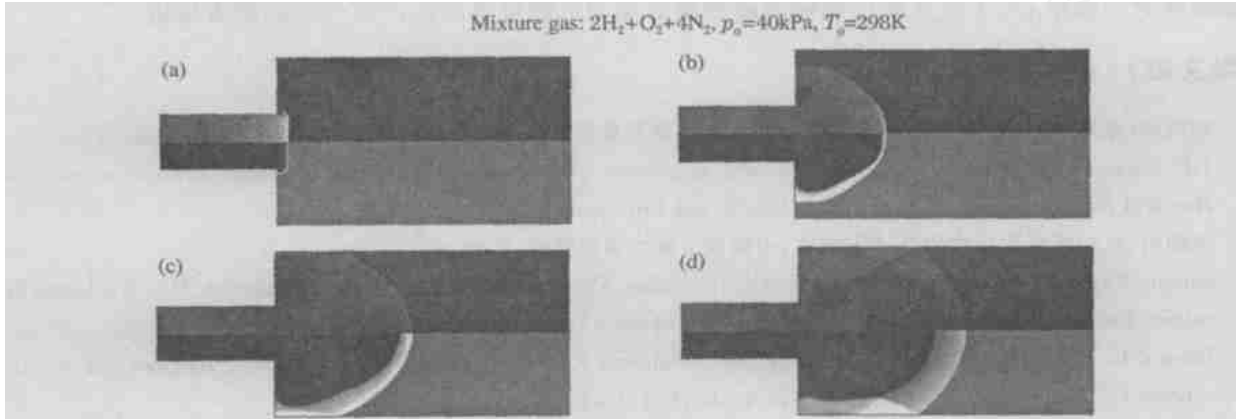 Mixture gas: 2H₂+O₂+4N₂, p₀=40kPa, T₀=298K
(a)
(b)
(c)
(d)